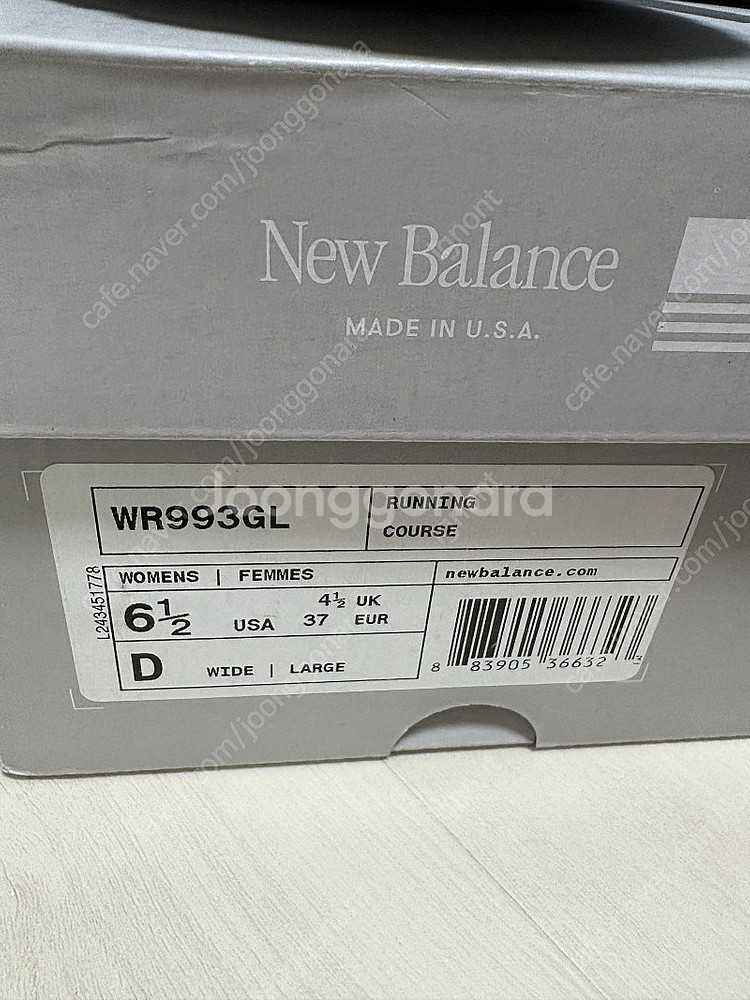 New Balance
MADE IN U.S.A.
joonggonara
WR993GL
RUNNING
COURSE
WOMENS | FEMMES
newbalance.com
6½ USA 4½ UK
37 EUR
D WIDE | LARGE
L243451778
8 83905 36632 3
cafe.naver.com/joonggonara